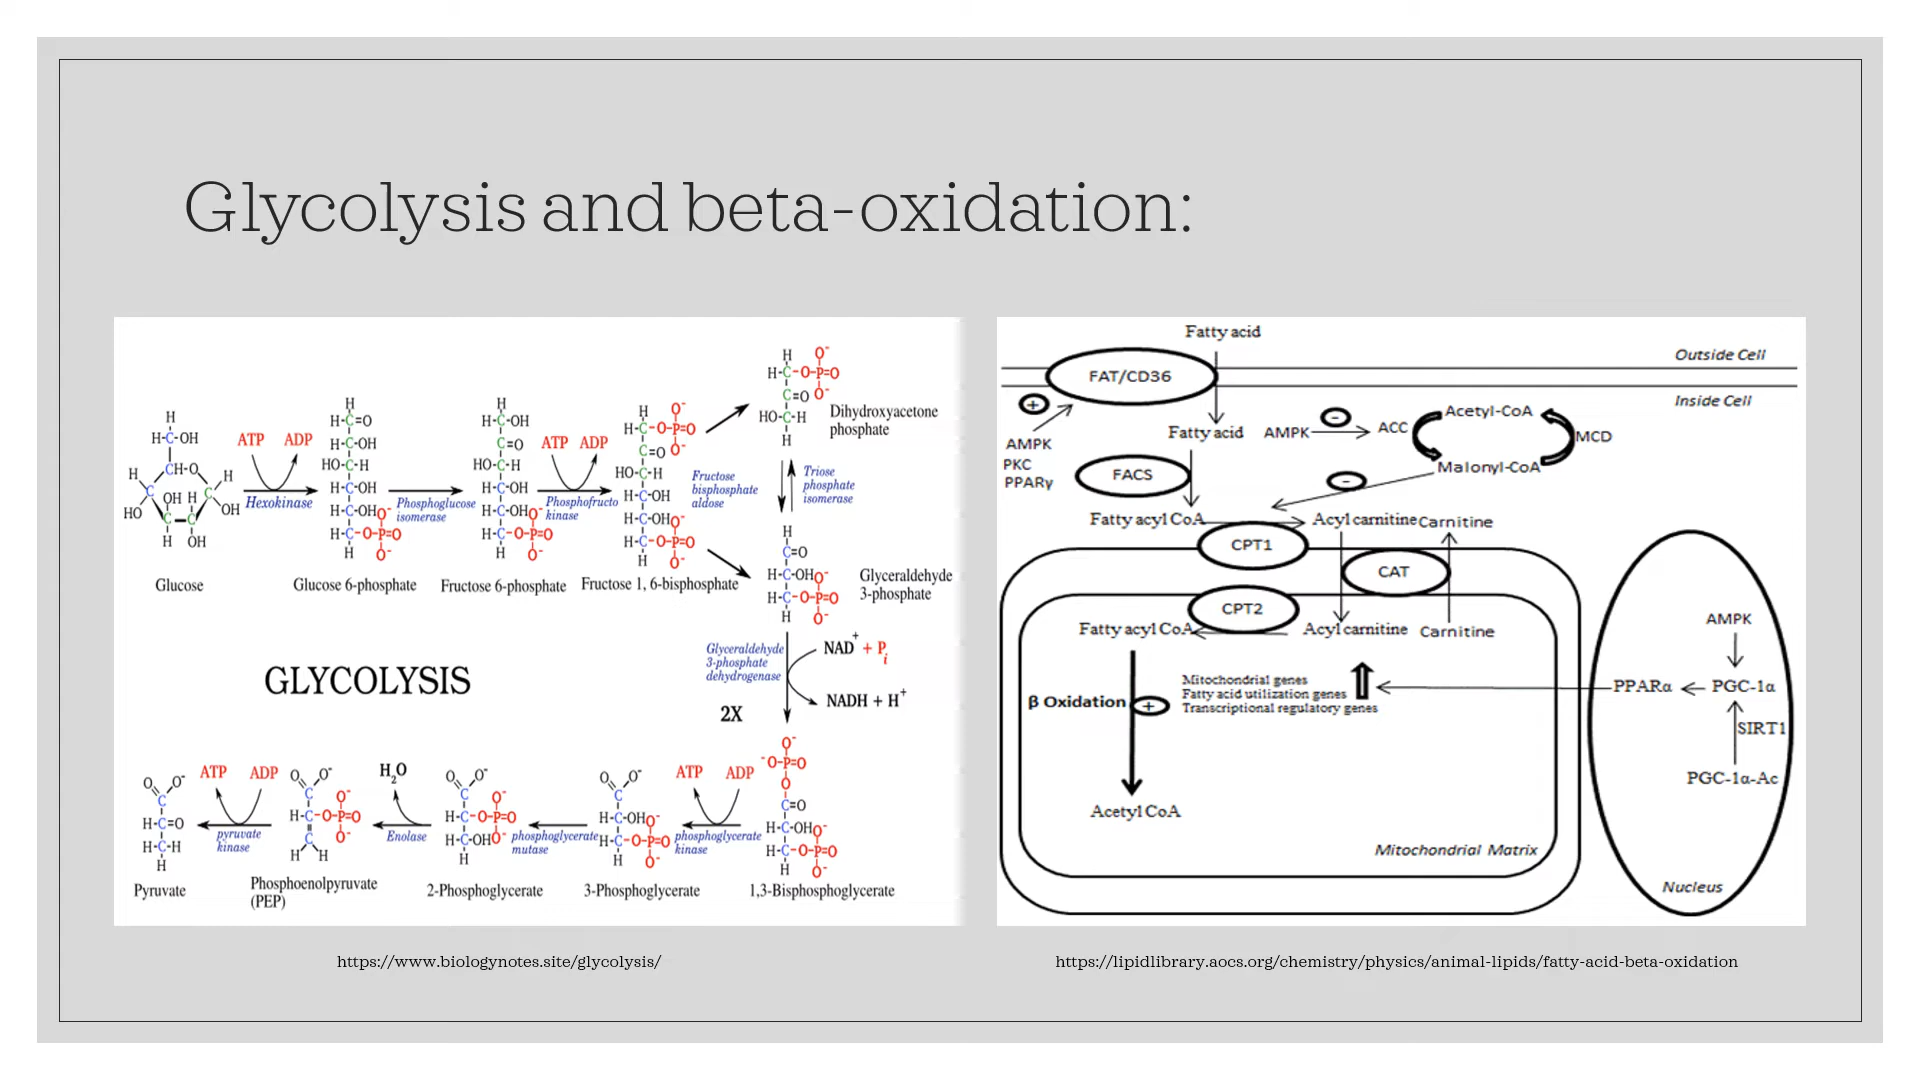 Glycolysis and beta-oxidation:
H
H-C-OH
H
CH-O
H
C
OH H
C
HO
OH
C-C
H
OH
Glucose
ATP
ADP
Hexokinase
H
H-C=O
H-C-OH
HO-C-H
H-C-OH
H-C-OH
H-C-O-P=O
O-
O-
H
Glucose 6-phosphate
Phosphoglucose
isomerase
H
H-C-OH
C=O
HO-C-H
H-C-OH
H-C-OH
H-C-O-P=O
O-
O-
H
Fructose 6-phosphate
ATP
ADP
Phosphofructo
kinase
H
O-
H-C-O-P=O
C=O O-
HO-C-H
H-C-OH
H-C-OH
O-
H-C-O-P=O
H
O-
Fructose 1, 6-bisphosphate
Fructose
bisphosphate
aldose
H
O-
H-C-O-P=O
C=O O-
HO-C-H
H
Dihydroxyacetone
phosphate
Triose
phosphate
isomerase
H
C=O
H-C-OH
O-
H-C-O-P=O
H
O-
Glyceraldehyde
3-phosphate
GLYCOLYSIS
Glyceraldehyde
3-phosphate
dehydrogenase
NAD+ + Pi
NADH + H+
2X
O-
-O-P=O
O
C=O
H-C-OH
O-
H-C-O-P=O
H
O-
1,3-Bisphosphoglycerate
ATP
ADP
phosphoglycerate
kinase
O
O-
C
H-C-OH
O-
H-C-O-P=O
H
O-
3-Phosphoglycerate
phosphoglycerate
mutase
O
O-
C
O-
H-C-O-P=O
H-C-OH
O-
H
2-Phosphoglycerate
H2O
Enolase
O
O-
C
O-
H-C-O-P=O
C
O-
H H
Phosphoenolpyruvate
(PEP)
ATP
ADP
pyruvate
kinase
O
O-
C
H-C=O
H-C-H
H
Pyruvate
https://www.biologynotes.site/glycolysis/
Fatty acid
Outside Cell
FAT/CD36
Inside Cell
+
AMPK
PKC
PPARγ
Fatty acid
AMPK
-
ACC
Acetyl-CoA
MCD
Malonyl-CoA
-
FACS
Fatty acyl CoA
Acyl carnitine
Carnitine
CPT1
CAT
CPT2
Fatty acyl CoA
Acyl carnitine
Carnitine
β Oxidation
+
Mitochondrial genes
Fatty acid utilization genes
Transcriptional regulatory genes
Acetyl CoA
Mitochondrial Matrix
AMPK
PPARα
PGC-1α
SIRT1
PGC-1α-Ac
Nucleus
https://lipidlibrary.aocs.org/chemistry/physics/animal-lipids/fatty-acid-beta-oxidation